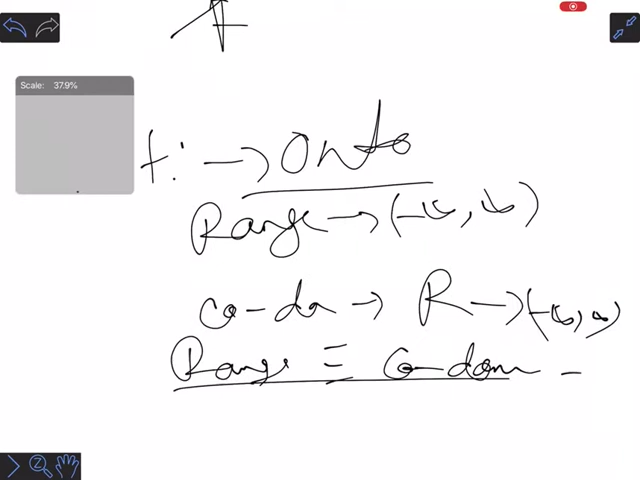 Scale: 37.9%
f: → Onto
Range → (-∞, ∞)
co-do → R → (-∞, ∞)
Range ≡ Co-dom -